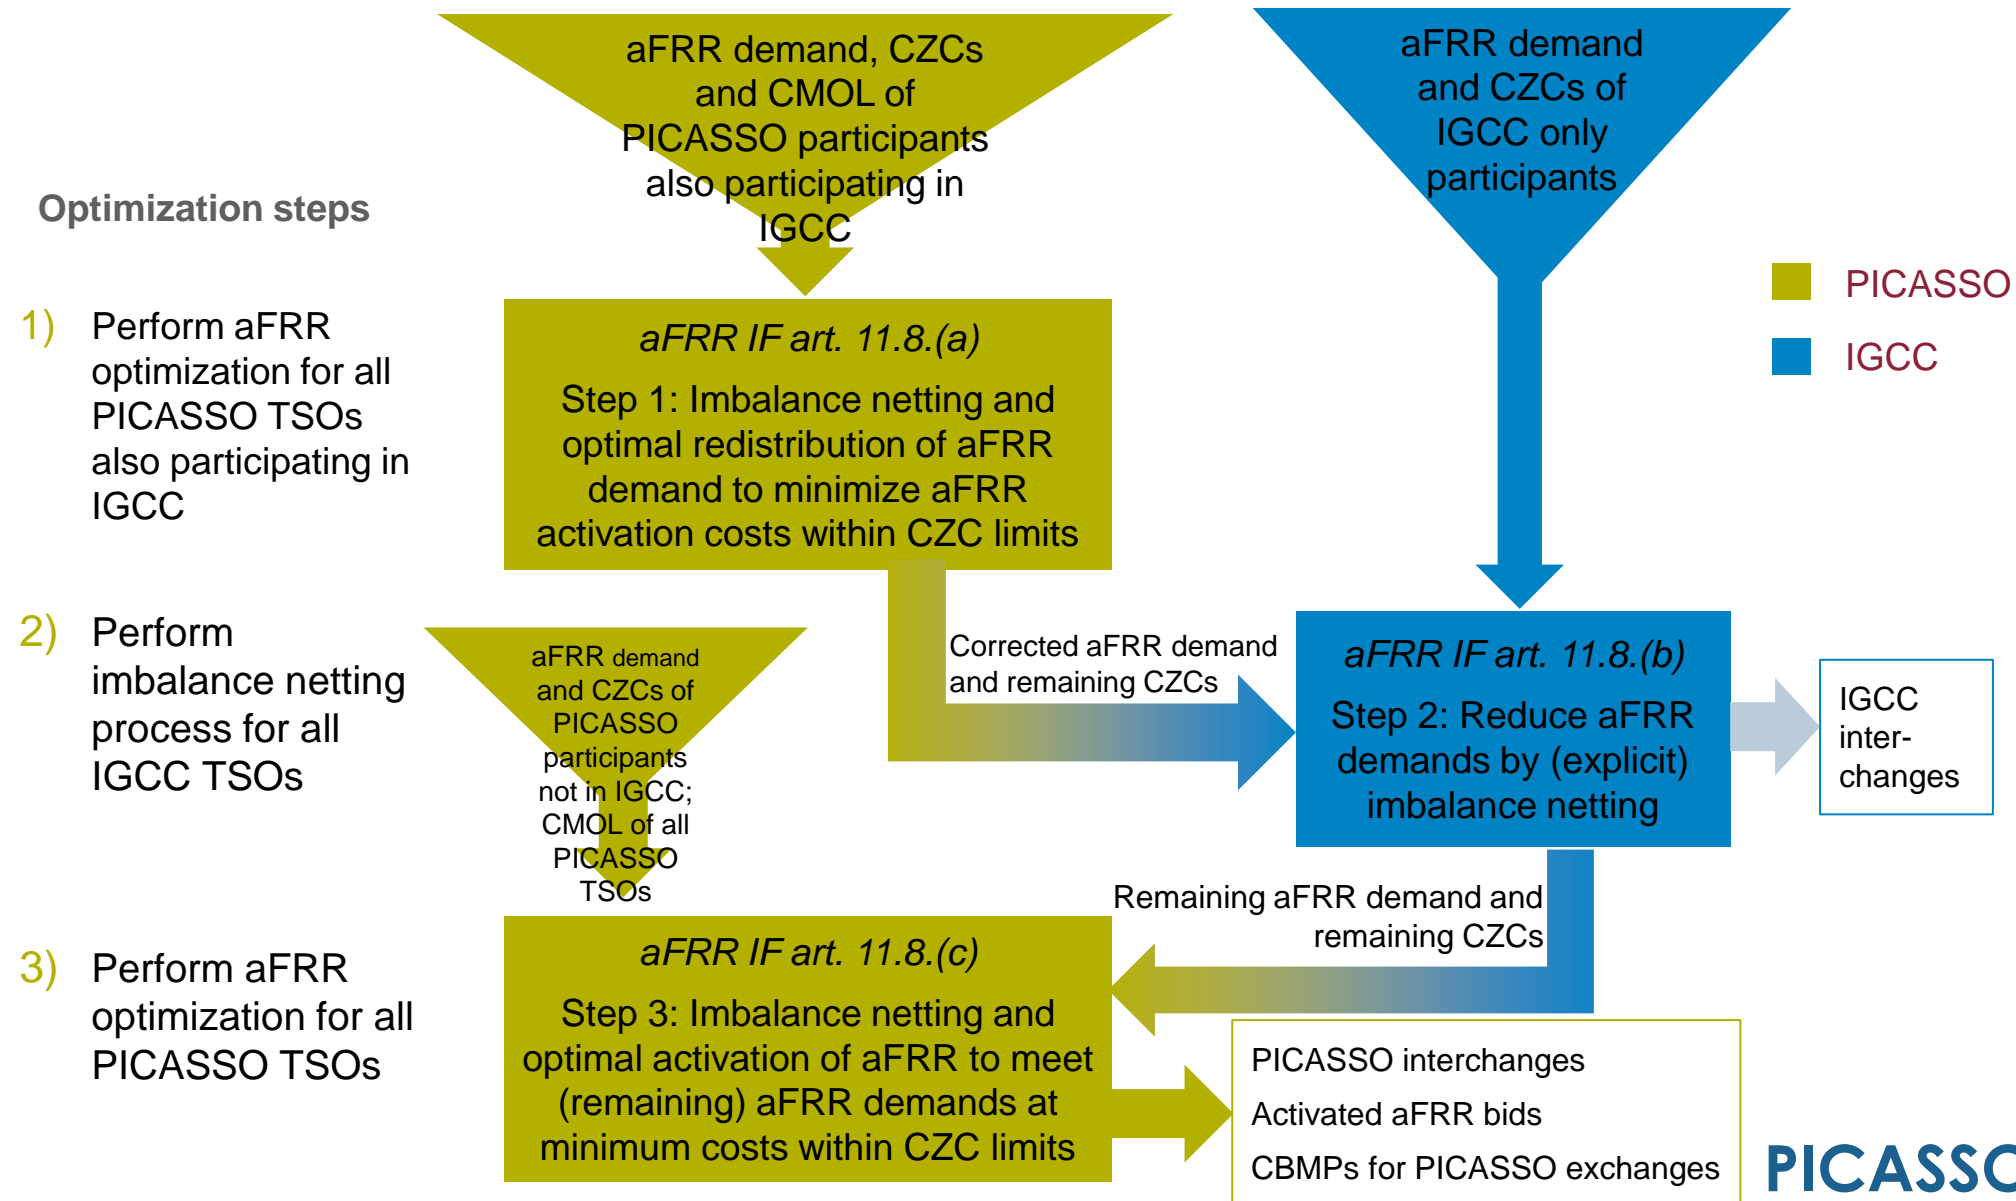 aFRR demand, CZCs
and CMOL of
PICASSO participants
also participating in
IGCC
aFRR demand
and CZCs of
IGCC only
participants
Optimization steps
PICASSO
IGCC
1) Perform aFRR
optimization for all
PICASSO TSOs
also participating in
IGCC
aFRR IF art. 11.8.(a)
Step 1: Imbalance netting and
optimal redistribution of aFRR
demand to minimize aFRR
activation costs within CZC limits
2) Perform
imbalance netting
process for all
IGCC TSOs
aFRR demand
and CZCs of
PICASSO
participants
not in IGCC;
CMOL of all
PICASSO
TSOs
Corrected aFRR demand
and remaining CZCs
aFRR IF art. 11.8.(b)
Step 2: Reduce aFRR
demands by (explicit)
imbalance netting
IGCC
inter-
changes
Remaining aFRR demand and
remaining CZCs
3) Perform aFRR
optimization for all
PICASSO TSOs
aFRR IF art. 11.8.(c)
Step 3: Imbalance netting and
optimal activation of aFRR to meet
(remaining) aFRR demands at
minimum costs within CZC limits
PICASSO interchanges
Activated aFRR bids
CBMPs for PICASSO exchanges
PICASSO